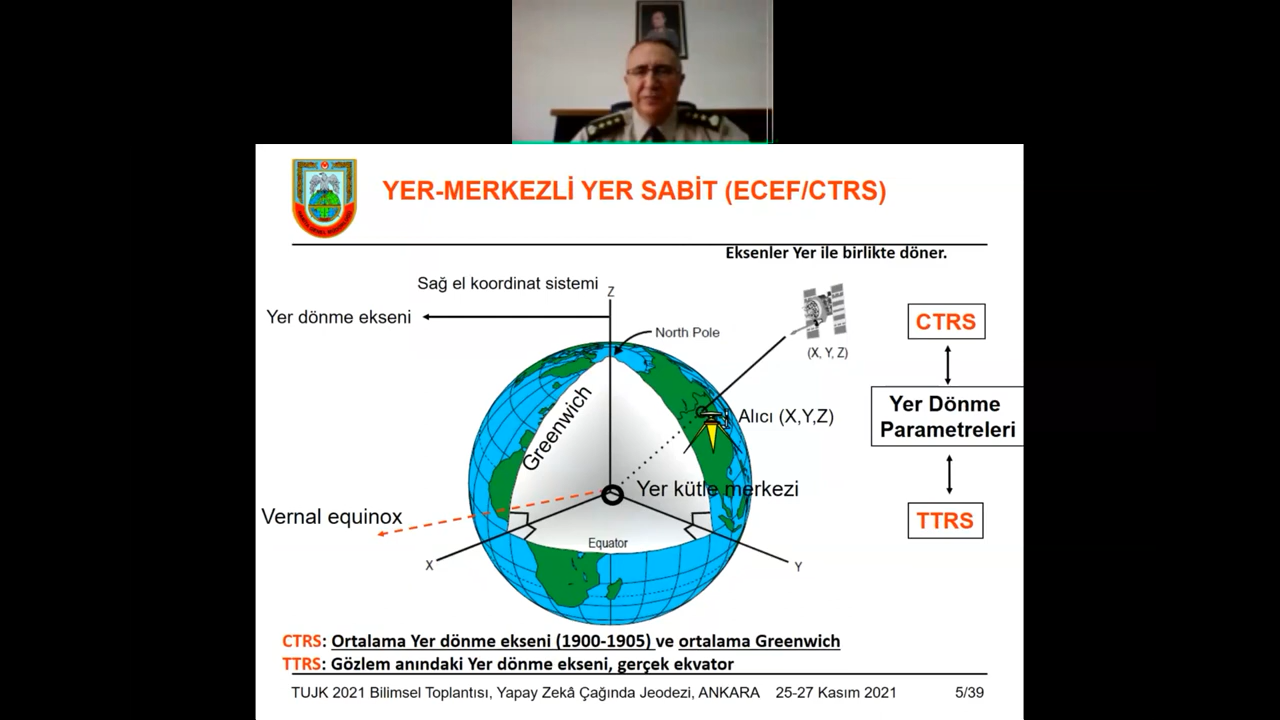 YER-MERKEZLİ YER SABİT (ECEF/CTRS)
Eksenler Yer ile birlikte döner.
Sağ el koordinat sistemi
Z
Yer dönme ekseni
North Pole
(X, Y, Z)
CTRS
Greenwich
Alıcı (X,Y,Z)
Yer Dönme
Parametreleri
Yer kütle merkezi
Vernal equinox
TTRS
Equator
X
Y
CTRS: Ortalama Yer dönme ekseni (1900-1905) ve ortalama Greenwich
TTRS: Gözlem anındaki Yer dönme ekseni, gerçek ekvator
TUJK 2021 Bilimsel Toplantısı, Yapay Zekâ Çağında Jeodezi, ANKARA 25-27 Kasım 2021 5/39